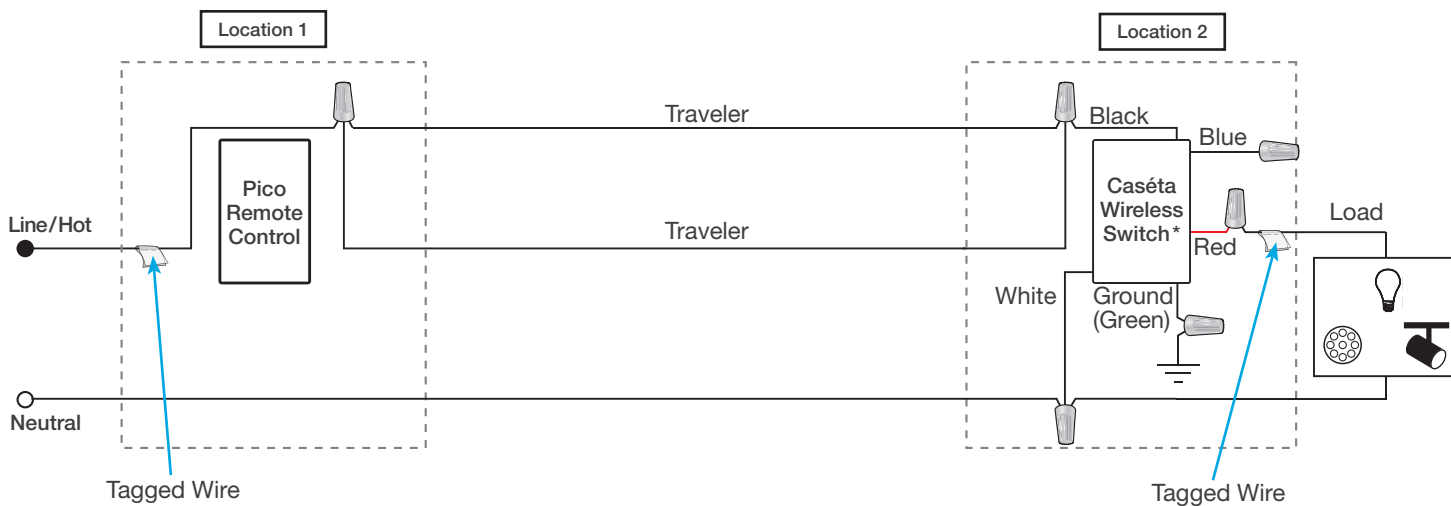 Location 1
Location 2
Traveler
Black
Blue
Pico
Remote
Control
Caséta
Wireless
Switch*
Line/Hot
Traveler
Load
Red
White
Ground
(Green)
Neutral
Tagged Wire
Tagged Wire